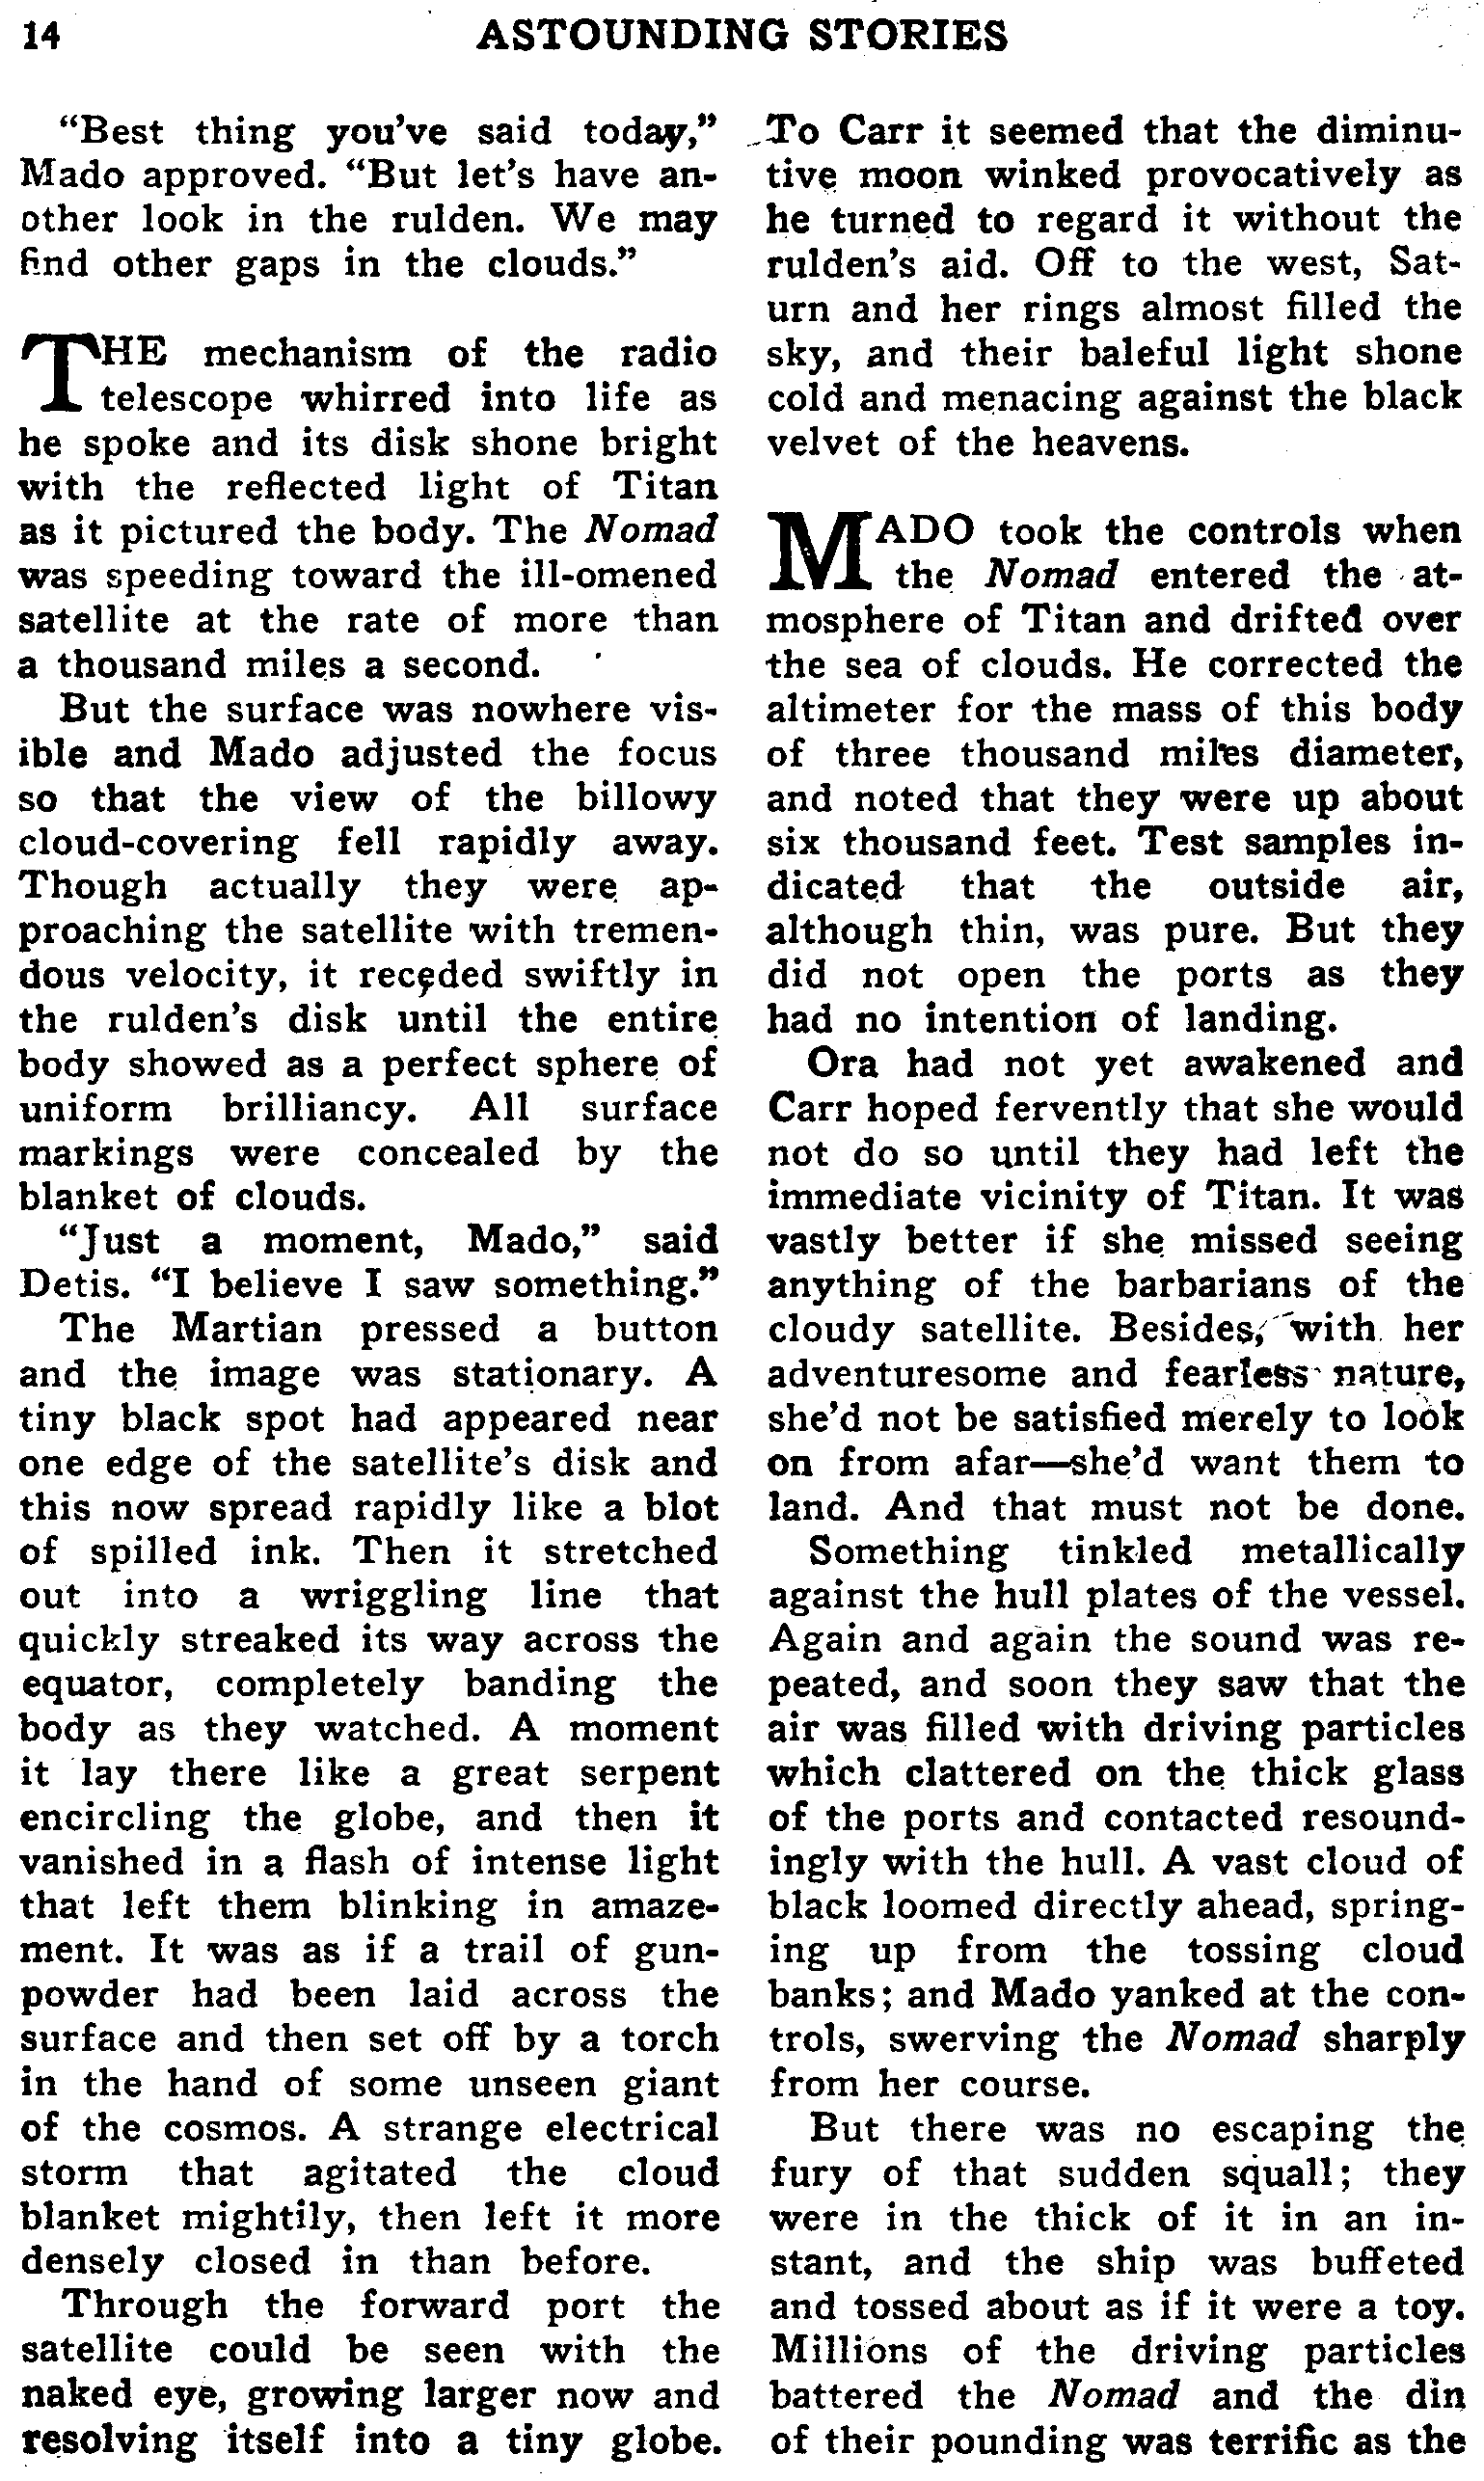 14
ASTOUNDING STORIES
"Best thing you've said today,"
Mado approved. "But let's have an-
other look in the rulden. We may
find other gaps in the clouds."
THE mechanism of the radio
telescope whirred into life as
he spoke and its disk shone bright
with the reflected light of Titan
as it pictured the body. The Nomad
was speeding toward the ill-omened
satellite at the rate of more than
a thousand miles a second.
But the surface was nowhere vis-
ible and Mado adjusted the focus
so that the view of the billowy
cloud-covering fell rapidly away.
Though actually they were ap-
proaching the satellite with tremen-
dous velocity, it receded swiftly in
the rulden's disk until the entire
body showed as a perfect sphere of
uniform brilliancy. All surface
markings were concealed by the
blanket of clouds.
"Just a moment, Mado," said
Detis. "I believe I saw something."
The Martian pressed a button
and the image was stationary. A
tiny black spot had appeared near
one edge of the satellite's disk and
this now spread rapidly like a blot
of spilled ink. Then it stretched
out into a wriggling line that
quickly streaked its way across the
equator, completely banding the
body as they watched. A moment
it lay there like a great serpent
encircling the globe, and then it
vanished in a flash of intense light
that left them blinking in amaze-
ment. It was as if a trail of gun-
powder had been laid across the
surface and then set off by a torch
in the hand of some unseen giant
of the cosmos. A strange electrical
storm that agitated the cloud
blanket mightily, then left it more
densely closed in than before.
Through the forward port the
satellite could be seen with the
naked eye, growing larger now and
resolving itself into a tiny globe.
To Carr it seemed that the diminu-
tive moon winked provocatively as
he turned to regard it without the
rulden's aid. Off to the west, Sat-
urn and her rings almost filled the
sky, and their baleful light shone
cold and menacing against the black
velvet of the heavens.
MADO took the controls when
the Nomad entered the at-
mosphere of Titan and drifted over
the sea of clouds. He corrected the
altimeter for the mass of this body
of three thousand miles diameter,
and noted that they were up about
six thousand feet. Test samples in-
dicated that the outside air,
although thin, was pure. But they
did not open the ports as they
had no intention of landing.
Ora had not yet awakened and
Carr hoped fervently that she would
not do so until they had left the
immediate vicinity of Titan. It was
vastly better if she missed seeing
anything of the barbarians of the
cloudy satellite. Besides, with her
adventuresome and fearless nature,
she'd not be satisfied merely to look
on from afar—she'd want them to
land. And that must not be done.
Something tinkled metallically
against the hull plates of the vessel.
Again and again the sound was re-
peated, and soon they saw that the
air was filled with driving particles
which clattered on the thick glass
of the ports and contacted resound-
ingly with the hull. A vast cloud of
black loomed directly ahead, spring-
ing up from the tossing cloud
banks; and Mado yanked at the con-
trols, swerving the Nomad sharply
from her course.
But there was no escaping the
fury of that sudden squall; they
were in the thick of it in an in-
stant, and the ship was buffeted
and tossed about as if it were a toy.
Millions of the driving particles
battered the Nomad and the din
of their pounding was terrific as the